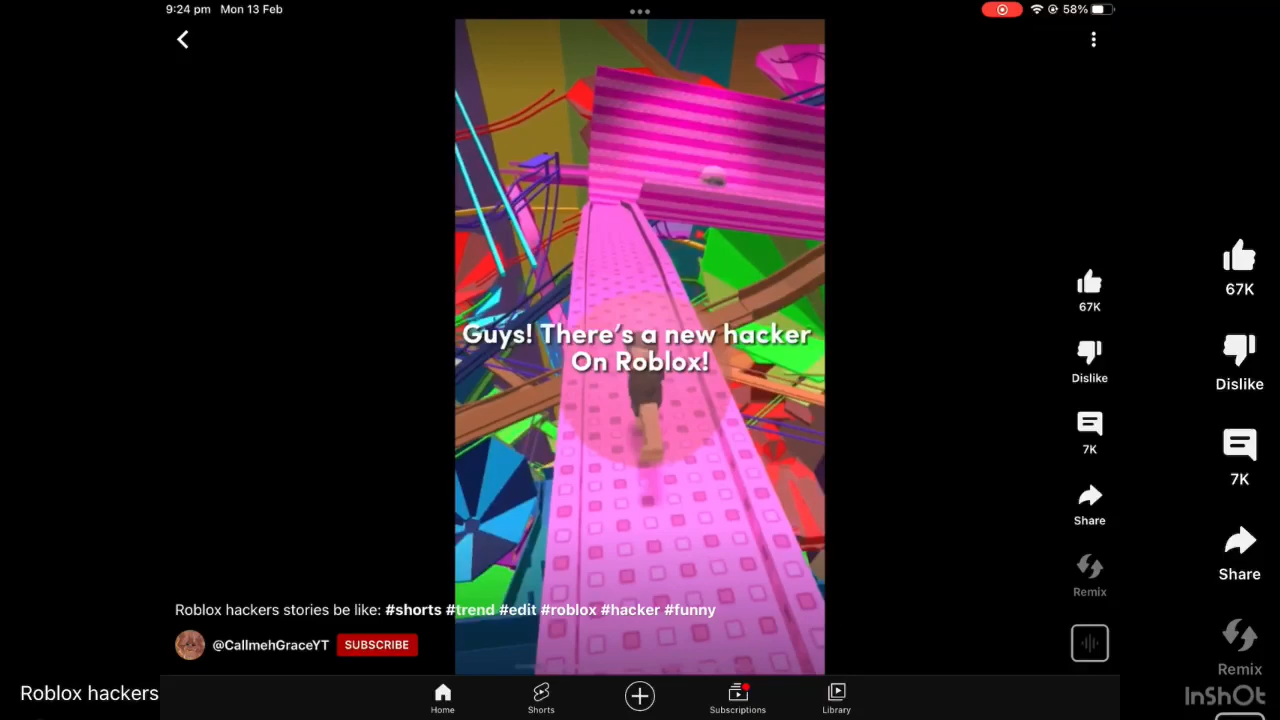 9:24 pm Mon 13 Feb
58%
Guys! There's a new hacker
On Roblox!
67K
Dislike
7K
Share
Remix
67K
Dislike
7K
Share
Remix
Roblox hackers stories be like: #shorts #trend #edit #roblox #hacker #funny
@CallmehGraceYT SUBSCRIBE
Roblox hackers
Home Shorts Subscriptions Library
InShOt